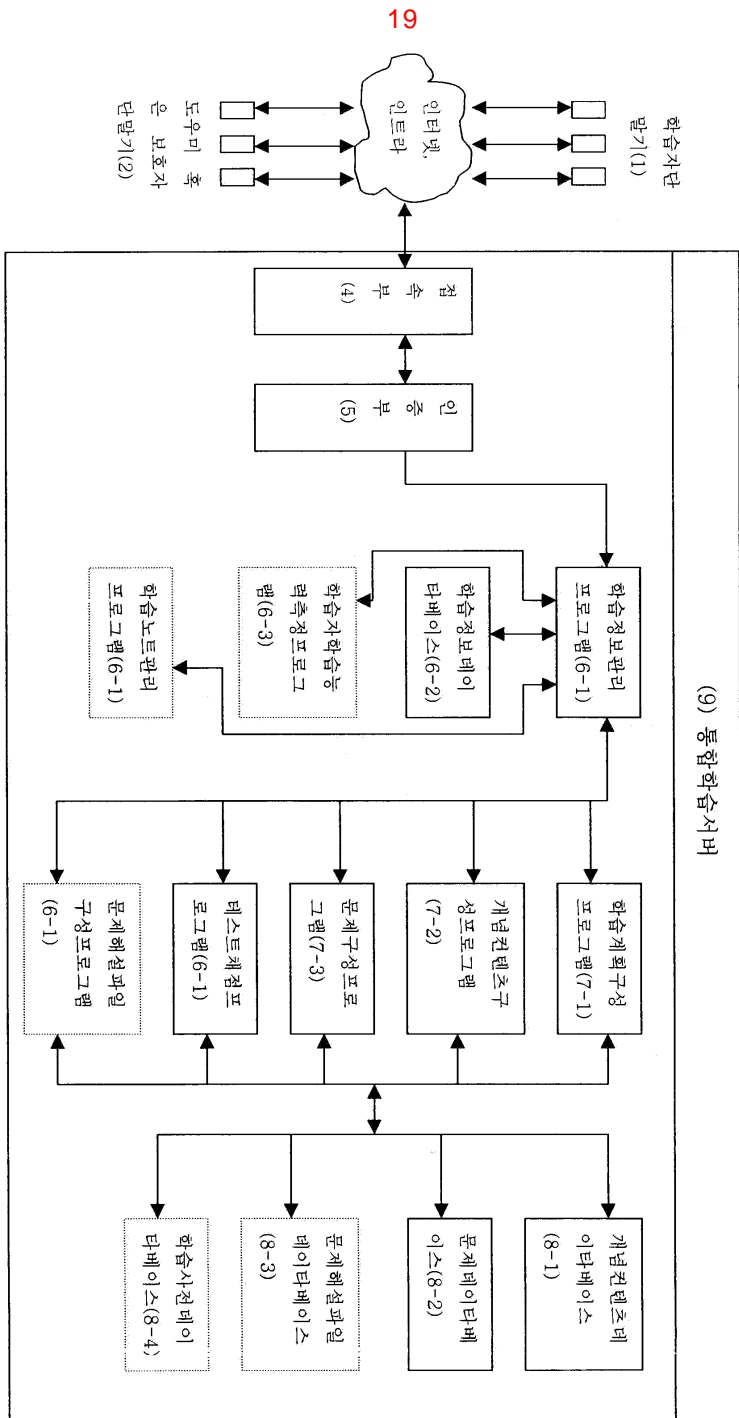 19
(9) 통합학습서버
학습자단
말기(1)
인터넷,
인트라
도우미 혹
은 보호자
단말기(2)
접
속
부
(4)
인
증
부
(5)
학습정보관리
프로그램(6-1)
학습정보데이
타베이스(6-2)
학습자학습능
력측정프로그
램(6-3)
학습노트관리
프로그램(6-1)
학습계획구성
프로그램(7-1)
개념컨텐츠구
성프로그램
(7-2)
문제구성프로
그램(7-3)
테스트채점프
로그램(6-1)
문제해설파일
구성프로그램
(6-1)
개념컨텐츠데
이타베이스
(8-1)
문제데이타베
이스(8-2)
문제해설파일
데이타베이스
(8-3)
학습사전데이
타베이스(8-4)